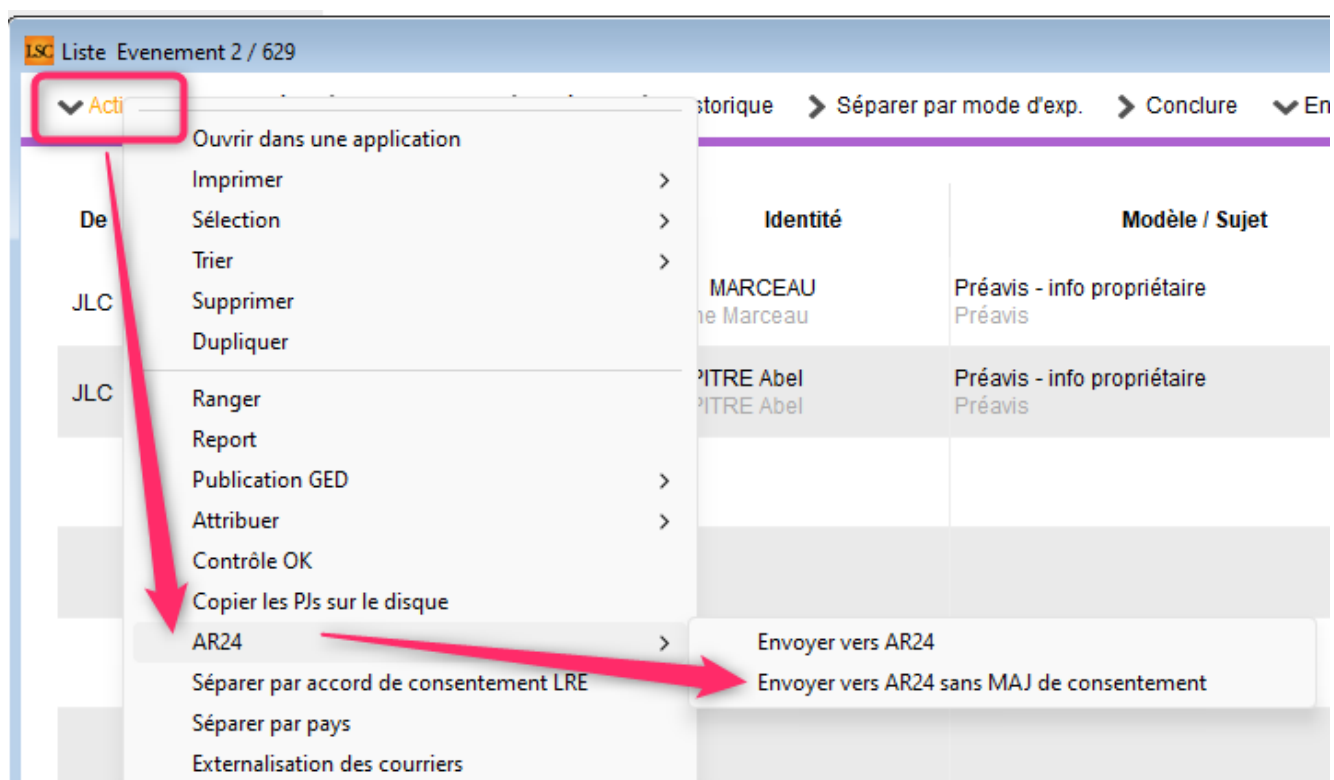 LSC Liste Evenement 2 / 629
Acti
storique Séparer par mode d'exp. Conclure En
De Identité Modèle / Sujet
JLC MARCEAU Préavis - info propriétaire
ne Marceau Préavis
JLC PITRE Abel Préavis - info propriétaire
PITRE Abel Préavis
Ouvrir dans une application
Imprimer
Sélection
Trier
Supprimer
Dupliquer
Ranger
Report
Publication GED
Attribuer
Contrôle OK
Copier les PJs sur le disque
AR24
Séparer par accord de consentement LRE
Séparer par pays
Externalisation des courriers
Envoyer vers AR24
Envoyer vers AR24 sans MAJ de consentement